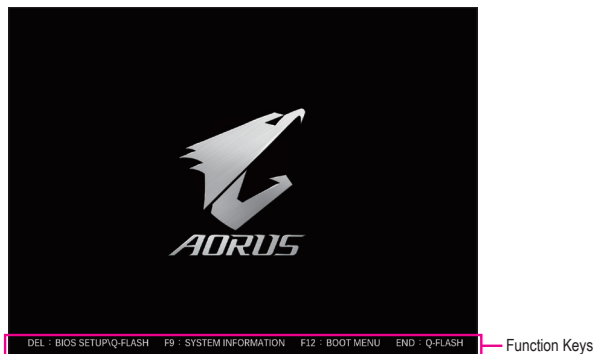 AORUS
DEL : BIOS SETUP\Q-FLASH F9 : SYSTEM INFORMATION F12 : BOOT MENU END : Q-FLASH
Function Keys